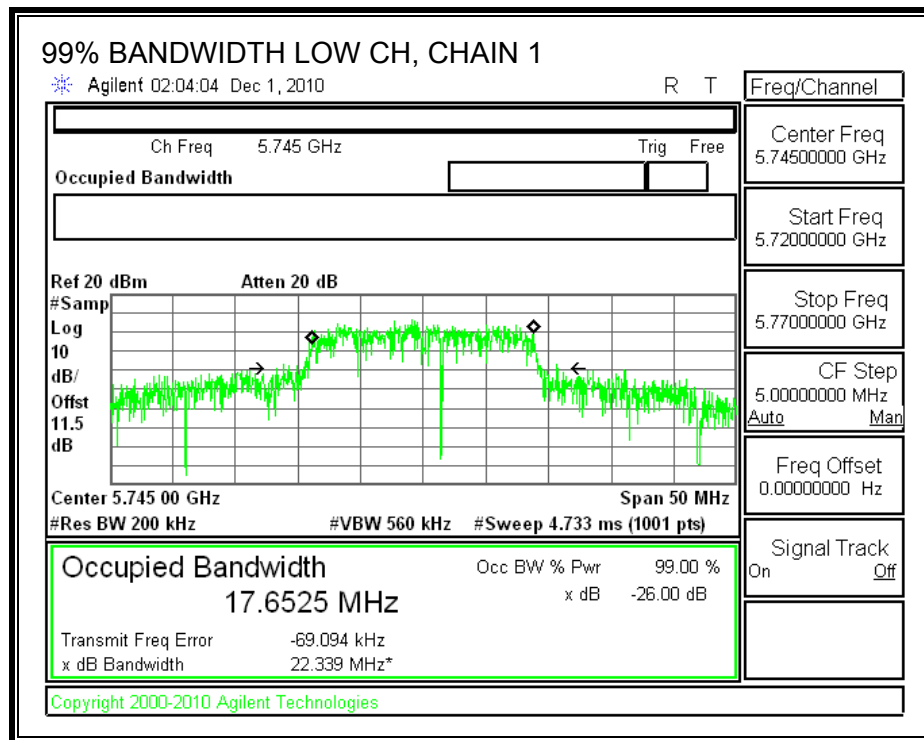 99% BANDWIDTH LOW CH, CHAIN 1
Agilent 02:04:04 Dec 1, 2010 R T
Freq/Channel
Ch Freq 5.745 GHz Trig Free
Occupied Bandwidth
Center Freq
5.74500000 GHz
Start Freq
5.72000000 GHz
Stop Freq
5.77000000 GHz
CF Step
5.00000000 MHz
Auto Man
Freq Offset
0.00000000 Hz
Signal Track
On Off
Ref 20 dBm Atten 20 dB
#Samp
Log
10
dB/
Offst
11.5
dB
Center 5.745 00 GHz Span 50 MHz
#Res BW 200 kHz #VBW 560 kHz #Sweep 4.733 ms (1001 pts)
Occupied Bandwidth Occ BW % Pwr 99.00 %
17.6525 MHz x dB -26.00 dB
Transmit Freq Error -69.094 kHz
x dB Bandwidth 22.339 MHz*
Copyright 2000-2010 Agilent Technologies